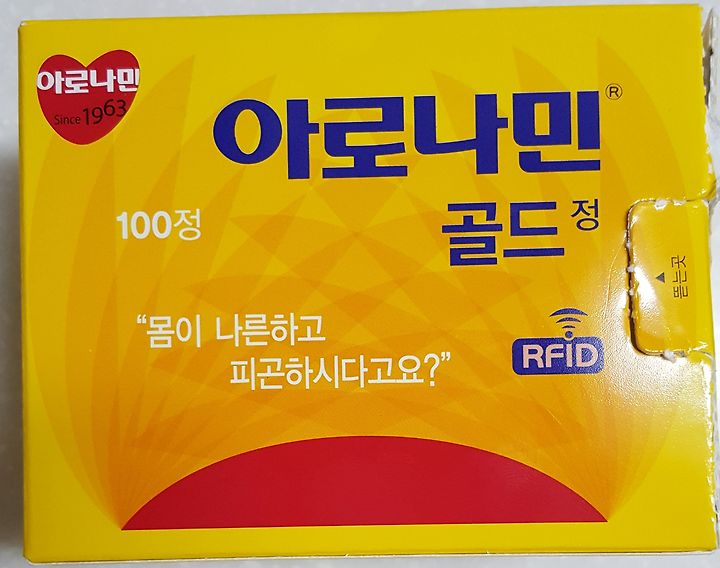 아로나민
Since 1963
아로나민®
골드 정
100정
"몸이 나른하고
피곤하시다고요?"
RFiD
▲
뜯는곳